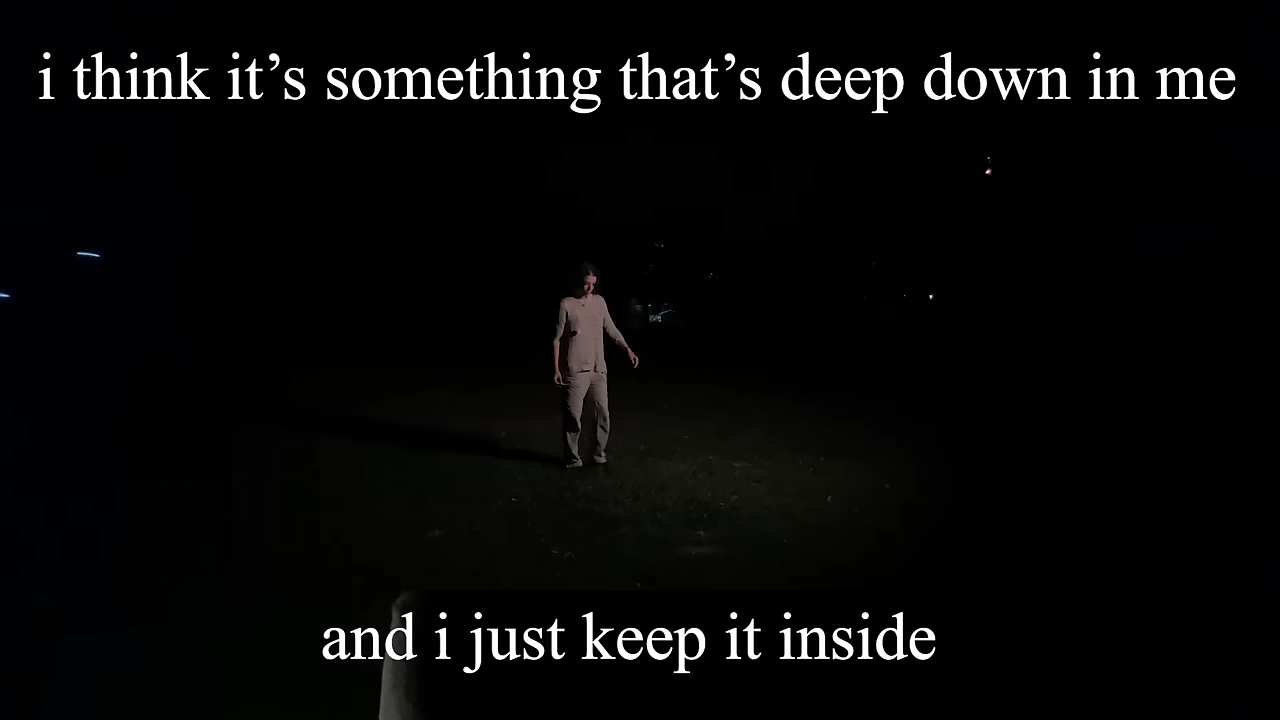 i think it’s something that’s deep down in me
and i just keep it inside